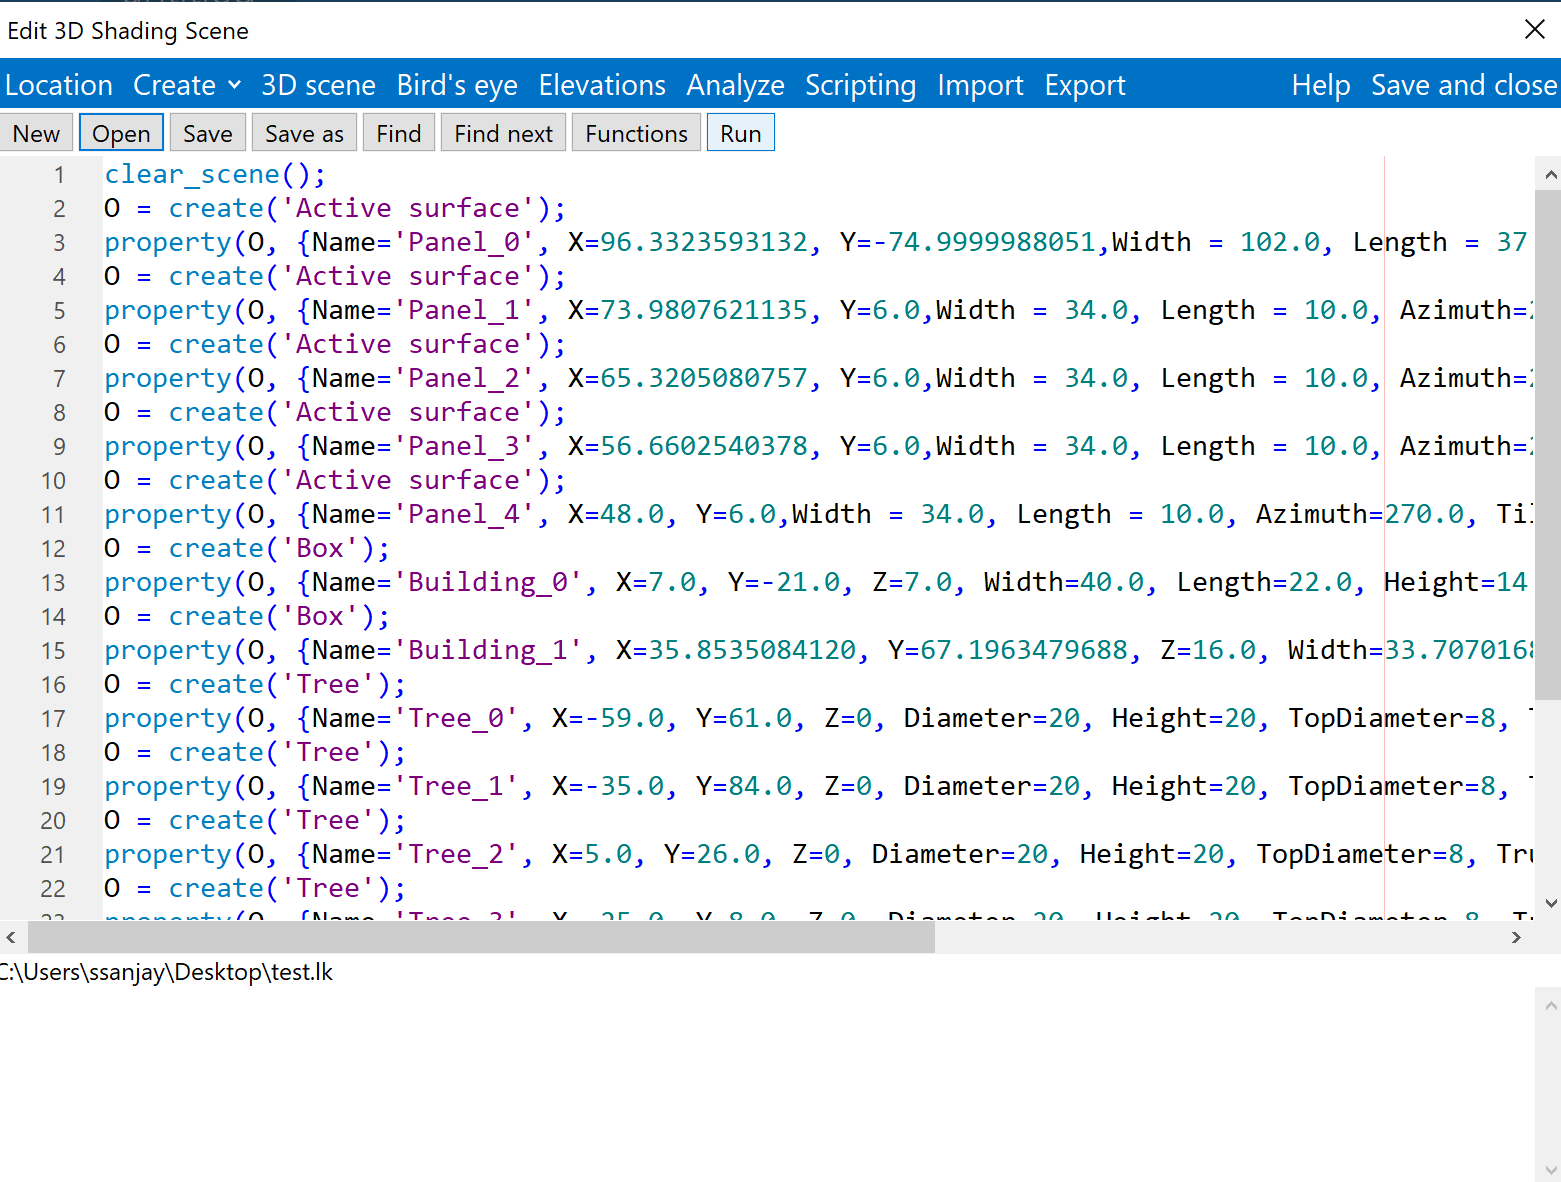 Edit 3D Shading Scene
Location Create 3D scene Bird's eye Elevations Analyze Scripting Import Export Help Save and close
New Open Save Save as Find Find next Functions Run
1 clear_scene();
2 O = create('Active surface');
3 property(O, {Name='Panel_0', X=96.3323593132, Y=-74.9999988051,Width = 102.0, Length = 37
4 O = create('Active surface');
5 property(O, {Name='Panel_1', X=73.9807621135, Y=6.0,Width = 34.0, Length = 10.0, Azimuth=
6 O = create('Active surface');
7 property(O, {Name='Panel_2', X=65.3205080757, Y=6.0,Width = 34.0, Length = 10.0, Azimuth=
8 O = create('Active surface');
9 property(O, {Name='Panel_3', X=56.6602540378, Y=6.0,Width = 34.0, Length = 10.0, Azimuth=
10 O = create('Active surface');
11 property(O, {Name='Panel_4', X=48.0, Y=6.0,Width = 34.0, Length = 10.0, Azimuth=270.0, Til
12 O = create('Box');
13 property(O, {Name='Building_0', X=7.0, Y=-21.0, Z=7.0, Width=40.0, Length=22.0, Height=14
14 O = create('Box');
15 property(O, {Name='Building_1', X=35.8535084120, Y=67.1963479688, Z=16.0, Width=33.7070168
16 O = create('Tree');
17 property(O, {Name='Tree_0', X=-59.0, Y=61.0, Z=0, Diameter=20, Height=20, TopDiameter=8,
18 O = create('Tree');
19 property(O, {Name='Tree_1', X=-35.0, Y=84.0, Z=0, Diameter=20, Height=20, TopDiameter=8,
20 O = create('Tree');
21 property(O, {Name='Tree_2', X=5.0, Y=26.0, Z=0, Diameter=20, Height=20, TopDiameter=8, Tru
22 O = create('Tree');
C:\Users\ssanjay\Desktop\test.lk